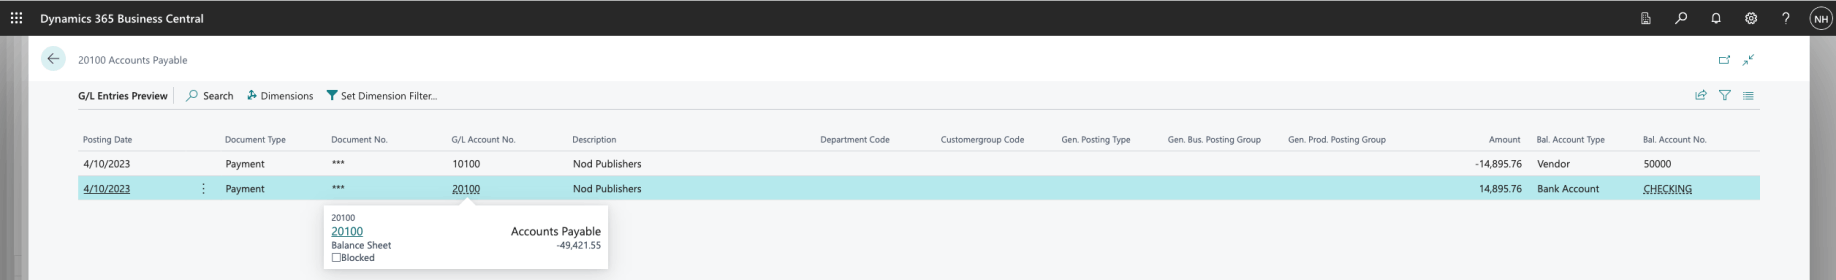 Dynamics 365 Business Central
NH
20100 Accounts Payable
G/L Entries Preview Search Dimensions Set Dimension Filter...
Posting Date Document Type Document No. G/L Account No. Description Department Code Customergroup Code Gen. Posting Type Gen. Bus. Posting Group Gen. Prod. Posting Group Amount Bal. Account Type Bal. Account No.
4/10/2023 Payment *** 10100 Nod Publishers -14,895.76 Vendor 50000
4/10/2023 Payment *** 20100 Nod Publishers 14,895.76 Bank Account CHECKING
20100
20100 Accounts Payable
Balance Sheet -49,421.55
Blocked